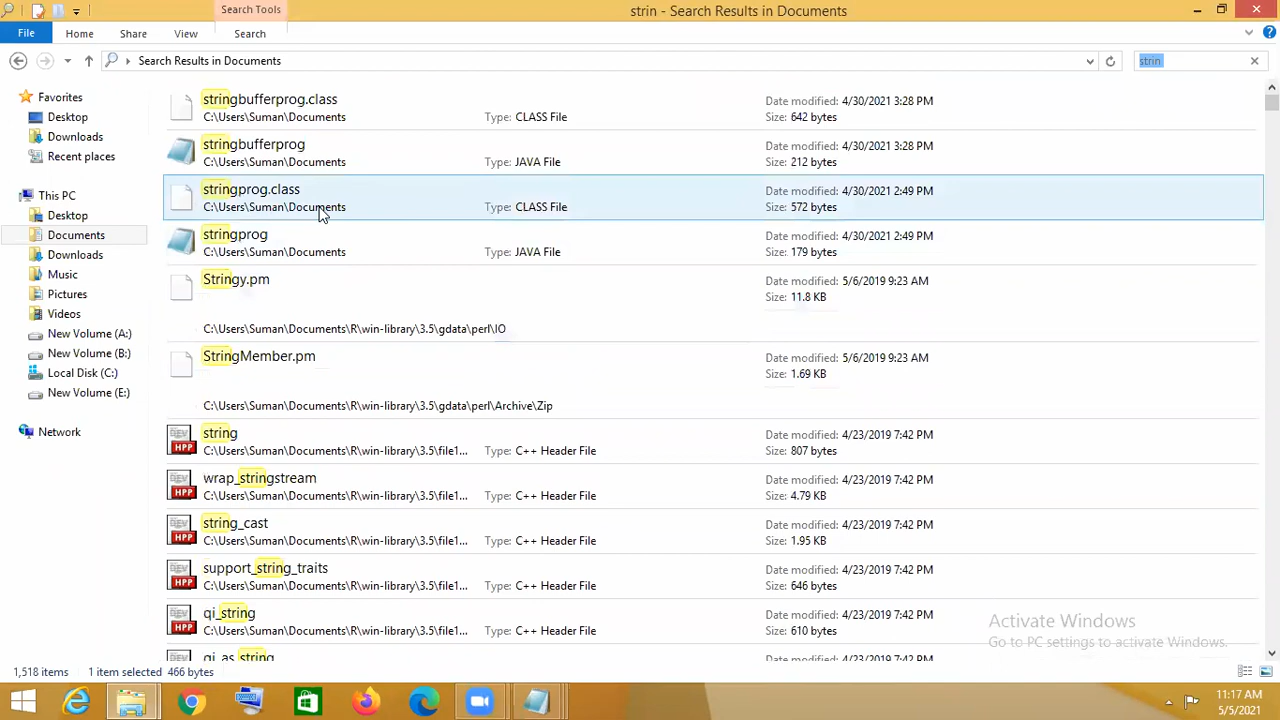 Search Tools
strin - Search Results in Documents
File
Home
Share
View
Search
Search Results in Documents
strin
Favorites
Desktop
Downloads
Recent places
This PC
Desktop
Documents
Downloads
Music
Pictures
Videos
New Volume (A:)
New Volume (B:)
Local Disk (C:)
New Volume (E:)
Network
stringbufferprog.class
Date modified: 4/30/2021 3:28 PM
C:\Users\Suman\Documents
Type: CLASS File
Size: 642 bytes
stringbufferprog
Date modified: 4/30/2021 3:28 PM
C:\Users\Suman\Documents
Type: JAVA File
Size: 212 bytes
stringprog.class
Date modified: 4/30/2021 2:49 PM
C:\Users\Suman\Documents
Type: CLASS File
Size: 572 bytes
stringprog
Date modified: 4/30/2021 2:49 PM
C:\Users\Suman\Documents
Type: JAVA File
Size: 179 bytes
Stringy.pm
Date modified: 5/6/2019 9:23 AM
Size: 11.8 KB
C:\Users\Suman\Documents\R\win-library\3.5\gdata\perl\IO
StringMember.pm
Date modified: 5/6/2019 9:23 AM
Size: 1.69 KB
C:\Users\Suman\Documents\R\win-library\3.5\gdata\perl\Archive\Zip
string
Date modified: 4/23/2019 7:42 PM
C:\Users\Suman\Documents\R\win-library\3.5\file1...
Type: C++ Header File
Size: 807 bytes
wrap_stringstream
Date modified: 4/23/2019 7:42 PM
C:\Users\Suman\Documents\R\win-library\3.5\file1...
Type: C++ Header File
Size: 4.79 KB
string_cast
Date modified: 4/23/2019 7:42 PM
C:\Users\Suman\Documents\R\win-library\3.5\file1...
Type: C++ Header File
Size: 1.95 KB
support_string_traits
Date modified: 4/23/2019 7:42 PM
C:\Users\Suman\Documents\R\win-library\3.5\file1...
Type: C++ Header File
Size: 646 bytes
qi_string
Date modified: 4/23/2019 7:42 PM
C:\Users\Suman\Documents\R\win-library\3.5\file1...
Type: C++ Header File
Size: 610 bytes
qi_as_string
Date modified: 4/23/2019 7:42 PM
Activate Windows
Go to PC settings to activate Windows.
1,518 items
1 item selected 466 bytes
11:17 AM
5/5/2021